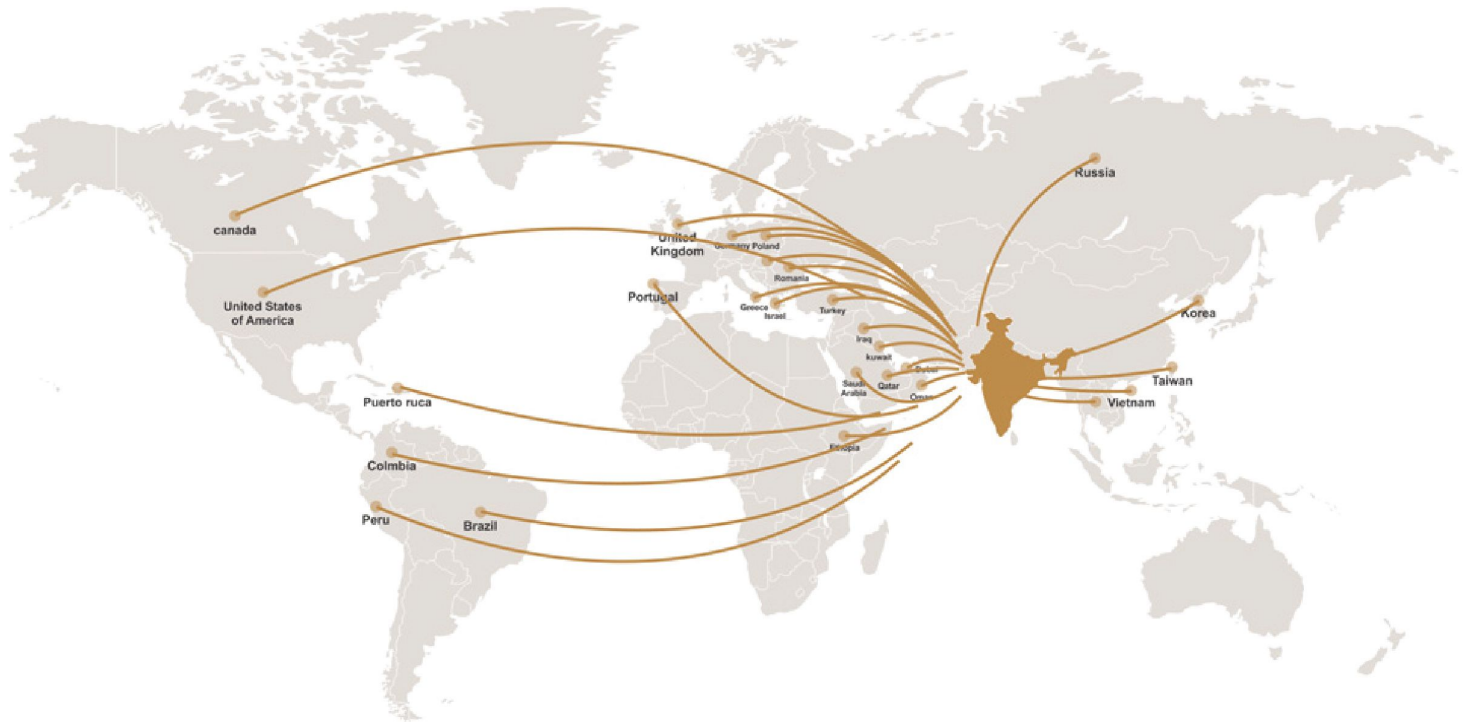 Russia
canada
United
Kingdom
Germany
Poland
Romania
Portugal
United States
of America
Greece
Israel
Turkey
Korea
Iraq
kuwait
Dubai
Taiwan
Saudi
Arabia
Qatar
Oman
Puerto ruca
Vietnam
Ethiopia
Colmbia
Peru
Brazil